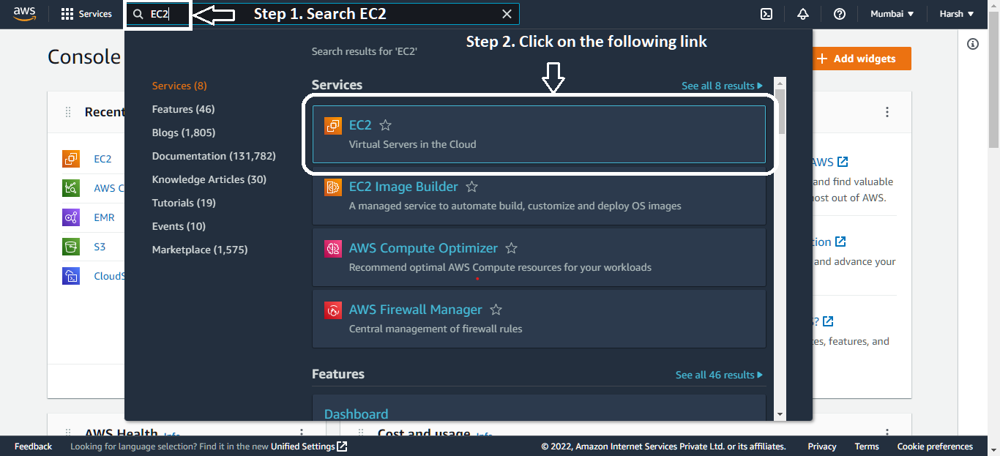 aws
Services
EC2
Step 1. Search EC2
Mumbai
Harsh
Step 2. Click on the following link
Search results for 'EC2'
Console
Add widgets
Services (8)
Features (46)
Blogs (1,805)
Documentation (131,782)
Knowledge Articles (30)
Tutorials (19)
Events (10)
Marketplace (1,575)
Services
See all 8 results
EC2
Virtual Servers in the Cloud
EC2 Image Builder
A managed service to automate build, customize and deploy OS images
AWS Compute Optimizer
Recommend optimal AWS Compute resources for your workloads
AWS Firewall Manager
Central management of firewall rules
Features
See all 46 results
Dashboard
Recent
EC2
AWS C
EMR
S3
CloudS
AWS
and find valuable
ost out of AWS.
tion
and advance your
s?
es, features, and
AWS Health
Info
Cost and usage
Info
Feedback
Looking for language selection? Find it in the new Unified Settings
© 2022, Amazon Internet Services Private Ltd. or its affiliates.
Privacy
Terms
Cookie preferences